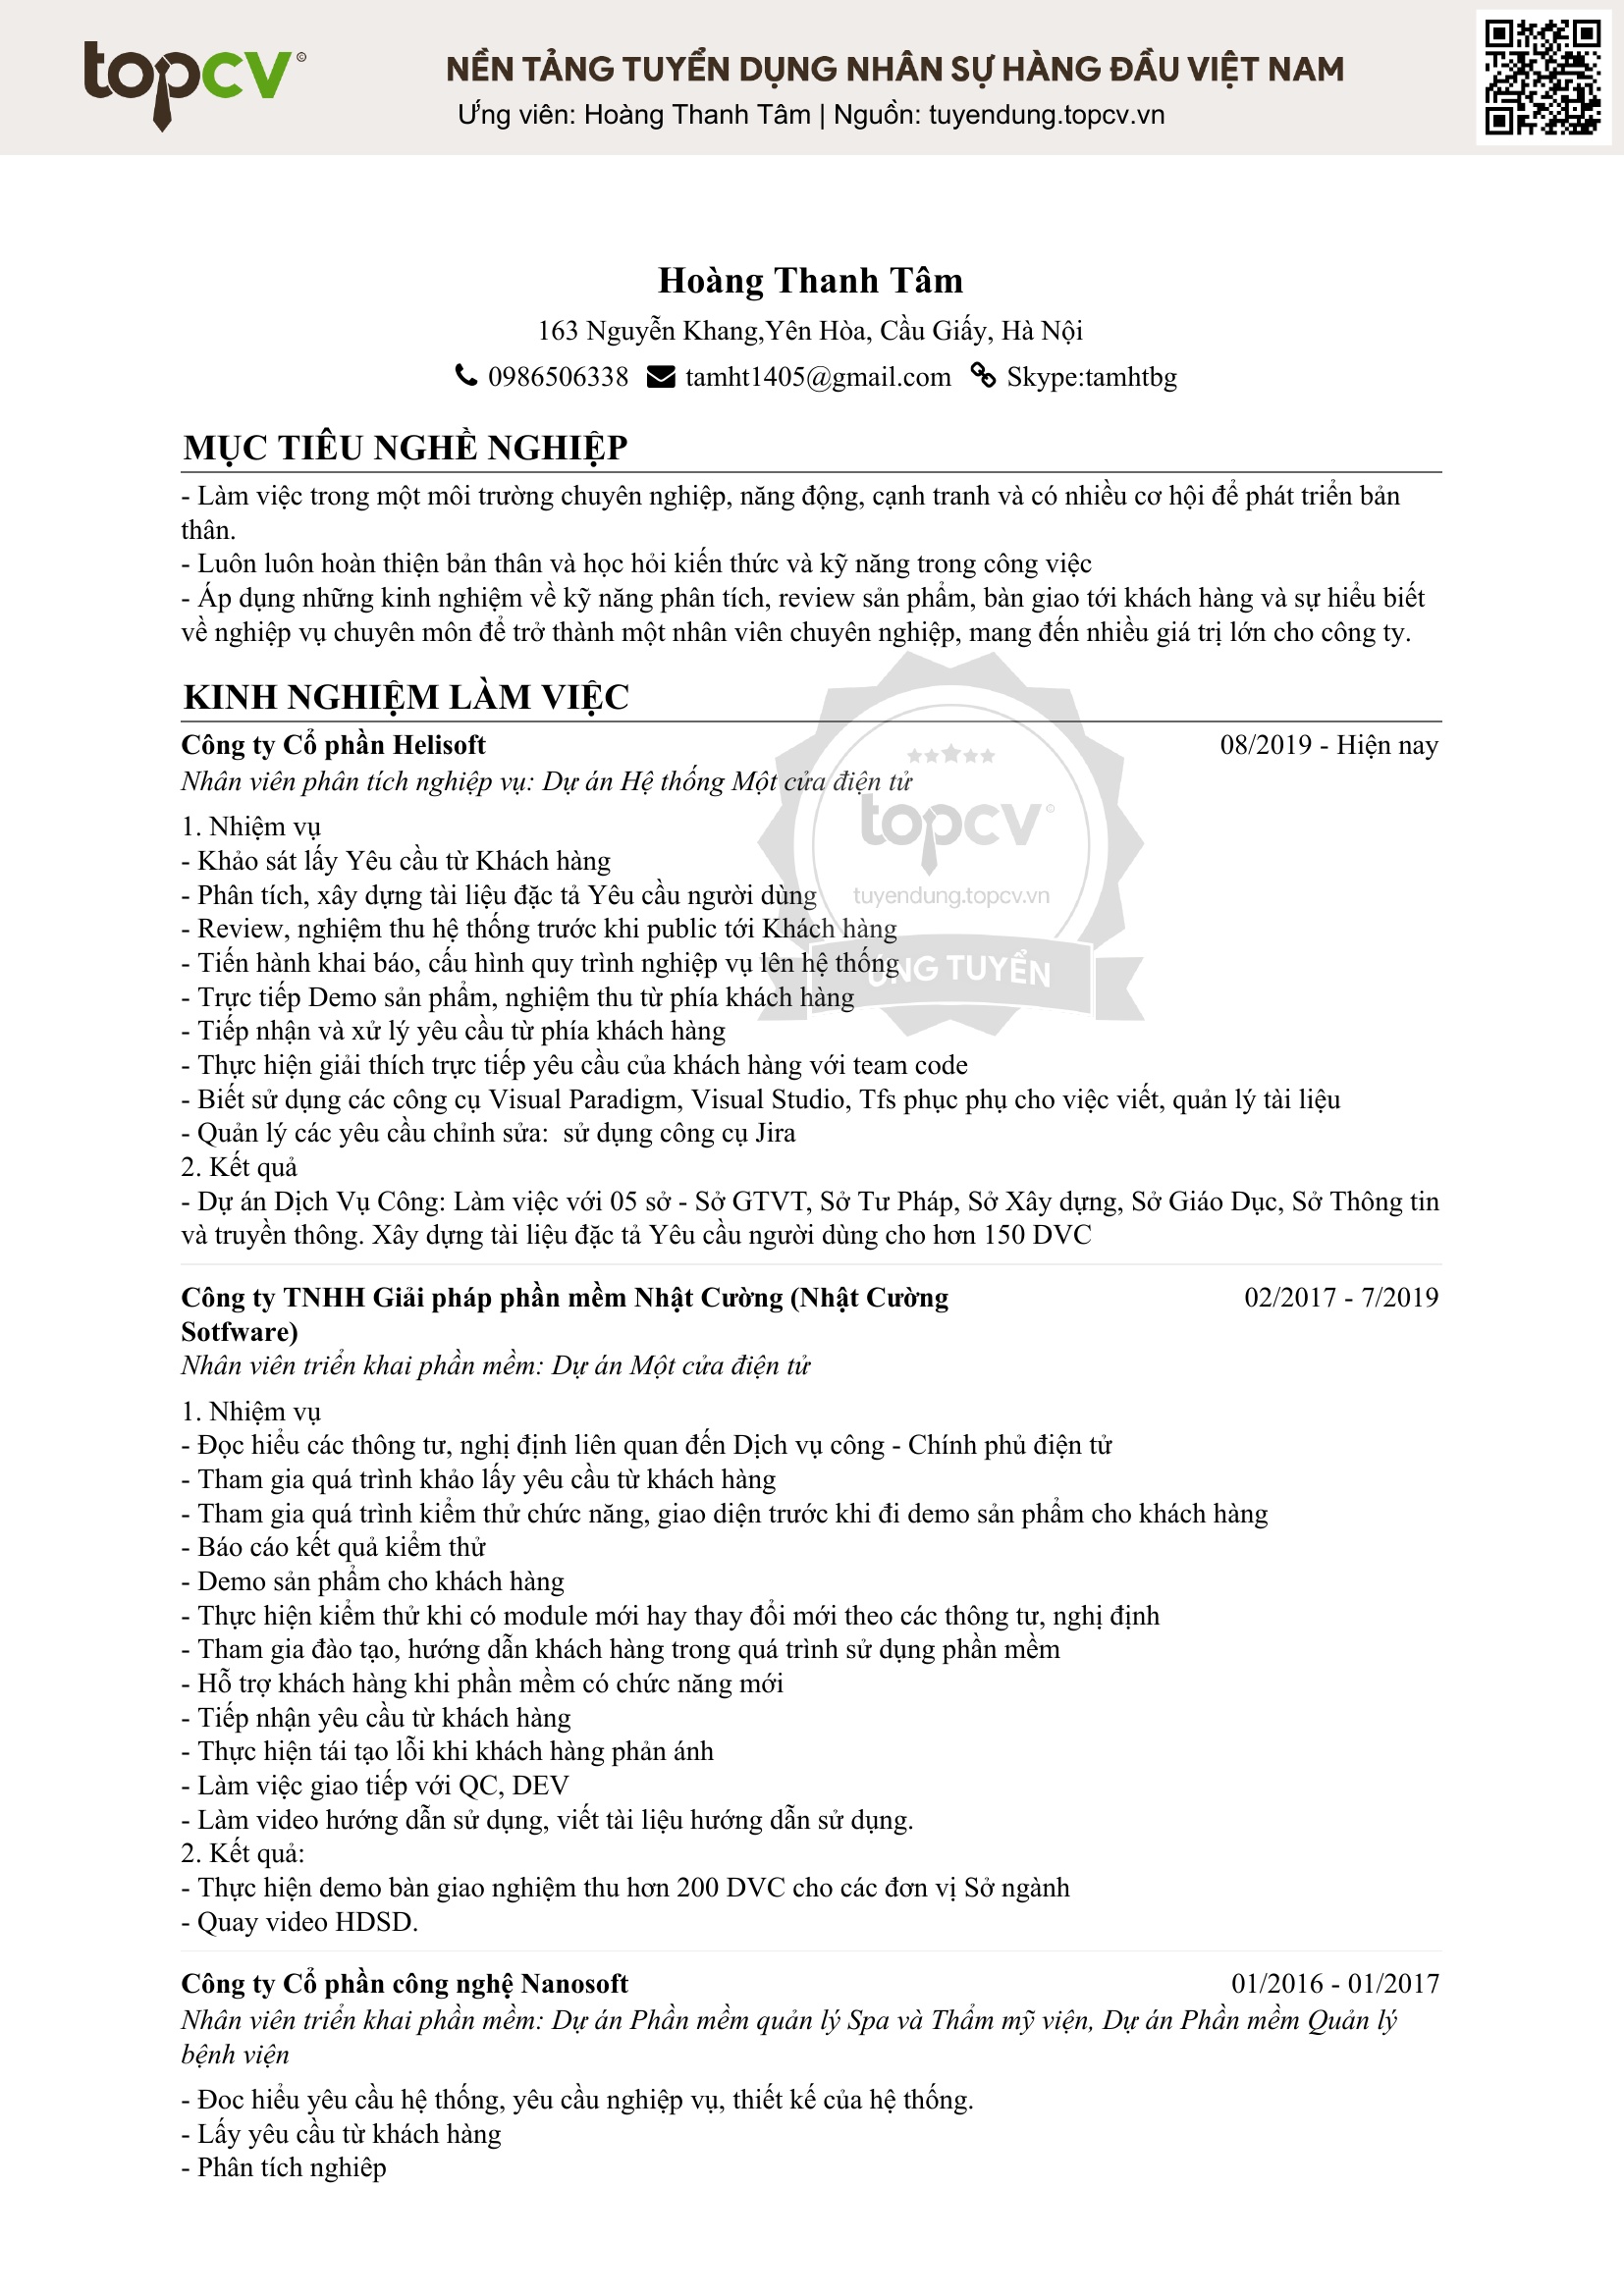 topcv©
NỀN TẢNG TUYỂN DỤNG NHÂN SỰ HÀNG ĐẦU VIỆT NAM
Ứng viên: Hoàng Thanh Tâm | Nguồn: tuyendung.topcv.vn
Hoàng Thanh Tâm
163 Nguyễn Khang,Yên Hòa, Cầu Giấy, Hà Nội
0986506338 tamht1405@gmail.com Skype:tamhtbg
MỤC TIÊU NGHỀ NGHIỆP
- Làm việc trong một môi trường chuyên nghiệp, năng động, cạnh tranh và có nhiều cơ hội để phát triển bản
thân.
- Luôn luôn hoàn thiện bản thân và học hỏi kiến thức và kỹ năng trong công việc
- Áp dụng những kinh nghiệm về kỹ năng phân tích, review sản phẩm, bàn giao tới khách hàng và sự hiểu biết
về nghiệp vụ chuyên môn để trở thành một nhân viên chuyên nghiệp, mang đến nhiều giá trị lớn cho công ty.
KINH NGHIỆM LÀM VIỆC
Công ty Cổ phần Helisoft 08/2019 - Hiện nay
Nhân viên phân tích nghiệp vụ: Dự án Hệ thống Một cửa điện tử
topcv©
tuyendung.topcv.vn
ỨNG TUYỂN
1. Nhiệm vụ
- Khảo sát lấy Yêu cầu từ Khách hàng
- Phân tích, xây dựng tài liệu đặc tả Yêu cầu người dùng
- Review, nghiệm thu hệ thống trước khi public tới Khách hàng
- Tiến hành khai báo, cấu hình quy trình nghiệp vụ lên hệ thống
- Trực tiếp Demo sản phẩm, nghiệm thu từ phía khách hàng
- Tiếp nhận và xử lý yêu cầu từ phía khách hàng
- Thực hiện giải thích trực tiếp yêu cầu của khách hàng với team code
- Biết sử dụng các công cụ Visual Paradigm, Visual Studio, Tfs phục phụ cho việc viết, quản lý tài liệu
- Quản lý các yêu cầu chỉnh sửa:  sử dụng công cụ Jira
2. Kết quả
- Dự án Dịch Vụ Công: Làm việc với 05 sở - Sở GTVT, Sở Tư Pháp, Sở Xây dựng, Sở Giáo Dục, Sở Thông tin
và truyền thông. Xây dựng tài liệu đặc tả Yêu cầu người dùng cho hơn 150 DVC
Công ty TNHH Giải pháp phần mềm Nhật Cường (Nhật Cường 02/2017 - 7/2019
Sotfware)
Nhân viên triển khai phần mềm: Dự án Một cửa điện tử
1. Nhiệm vụ
- Đọc hiểu các thông tư, nghị định liên quan đến Dịch vụ công - Chính phủ điện tử
- Tham gia quá trình khảo lấy yêu cầu từ khách hàng
- Tham gia quá trình kiểm thử chức năng, giao diện trước khi đi demo sản phẩm cho khách hàng
- Báo cáo kết quả kiểm thử
- Demo sản phẩm cho khách hàng
- Thực hiện kiểm thử khi có module mới hay thay đổi mới theo các thông tư, nghị định
- Tham gia đào tạo, hướng dẫn khách hàng trong quá trình sử dụng phần mềm
- Hỗ trợ khách hàng khi phần mềm có chức năng mới
- Tiếp nhận yêu cầu từ khách hàng
- Thực hiện tái tạo lỗi khi khách hàng phản ánh
- Làm việc giao tiếp với QC, DEV
- Làm video hướng dẫn sử dụng, viết tài liệu hướng dẫn sử dụng.
2. Kết quả:
- Thực hiện demo bàn giao nghiệm thu hơn 200 DVC cho các đơn vị Sở ngành
- Quay video HDSD.
Công ty Cổ phần công nghệ Nanosoft 01/2016 - 01/2017
Nhân viên triển khai phần mềm: Dự án Phần mềm quản lý Spa và Thẩm mỹ viện, Dự án Phần mềm Quản lý
bệnh viện
- Đoc hiểu yêu cầu hệ thống, yêu cầu nghiệp vụ, thiết kế của hệ thống.
- Lấy yêu cầu từ khách hàng
- Phân tích nghiêp